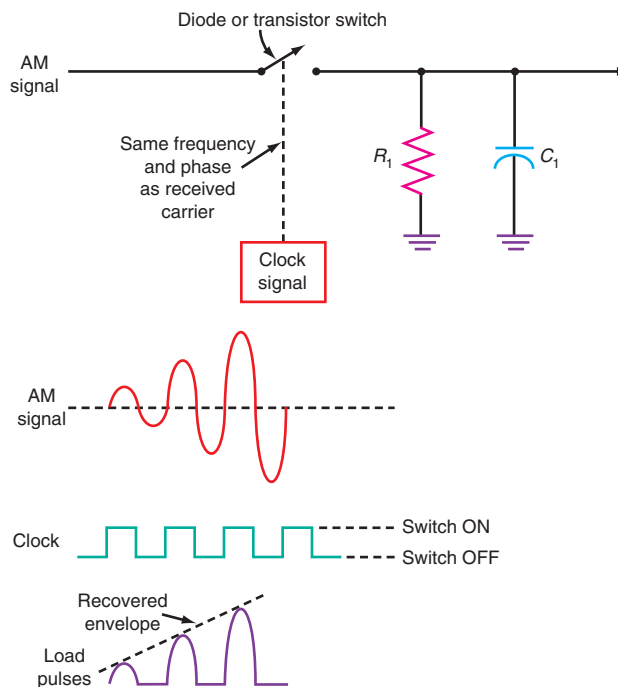 Diode or transistor switch
AM
signal
Same frequency
and phase
as received
carrier
R1
C1
Clock
signal
AM
signal
Clock
Switch ON
Switch OFF
Recovered
envelope
Load
pulses